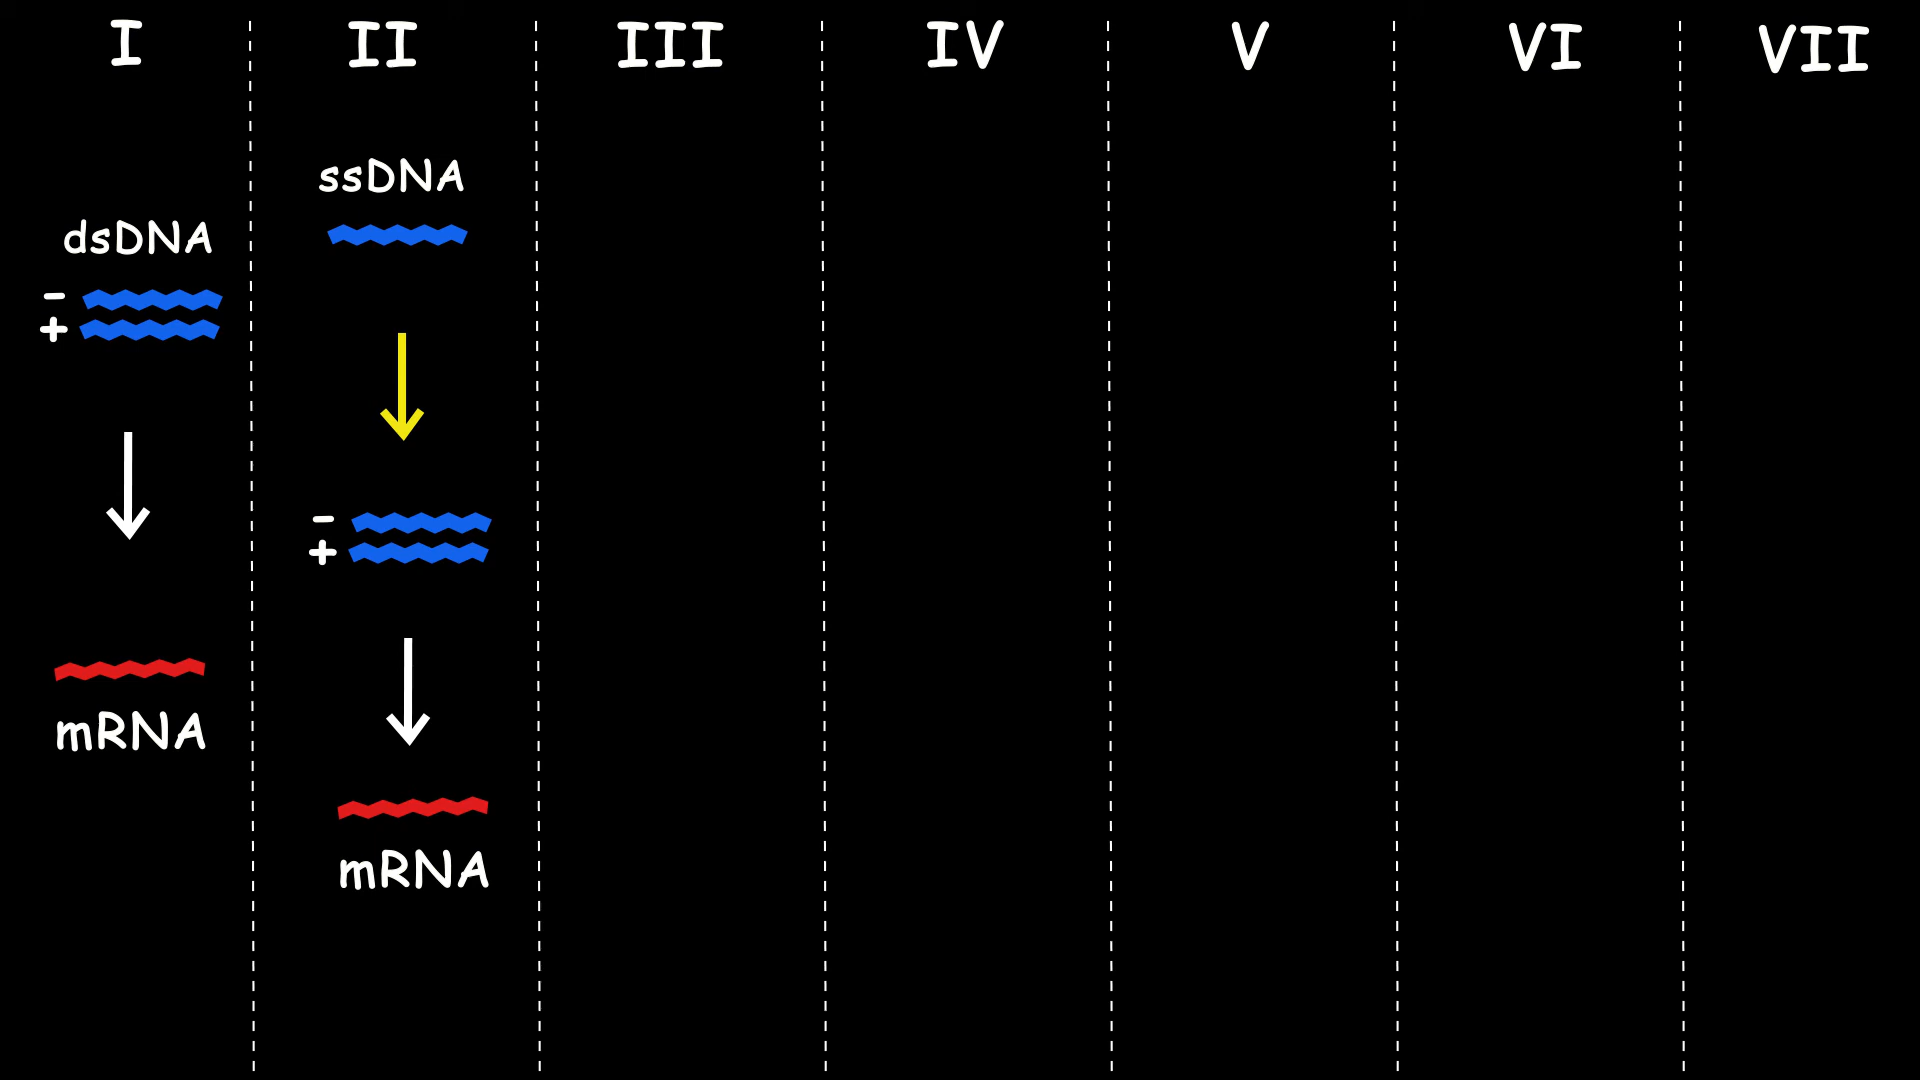 I II III IV V VI VII
dsDNA
-
+
mRNA
ssDNA
-
+
mRNA